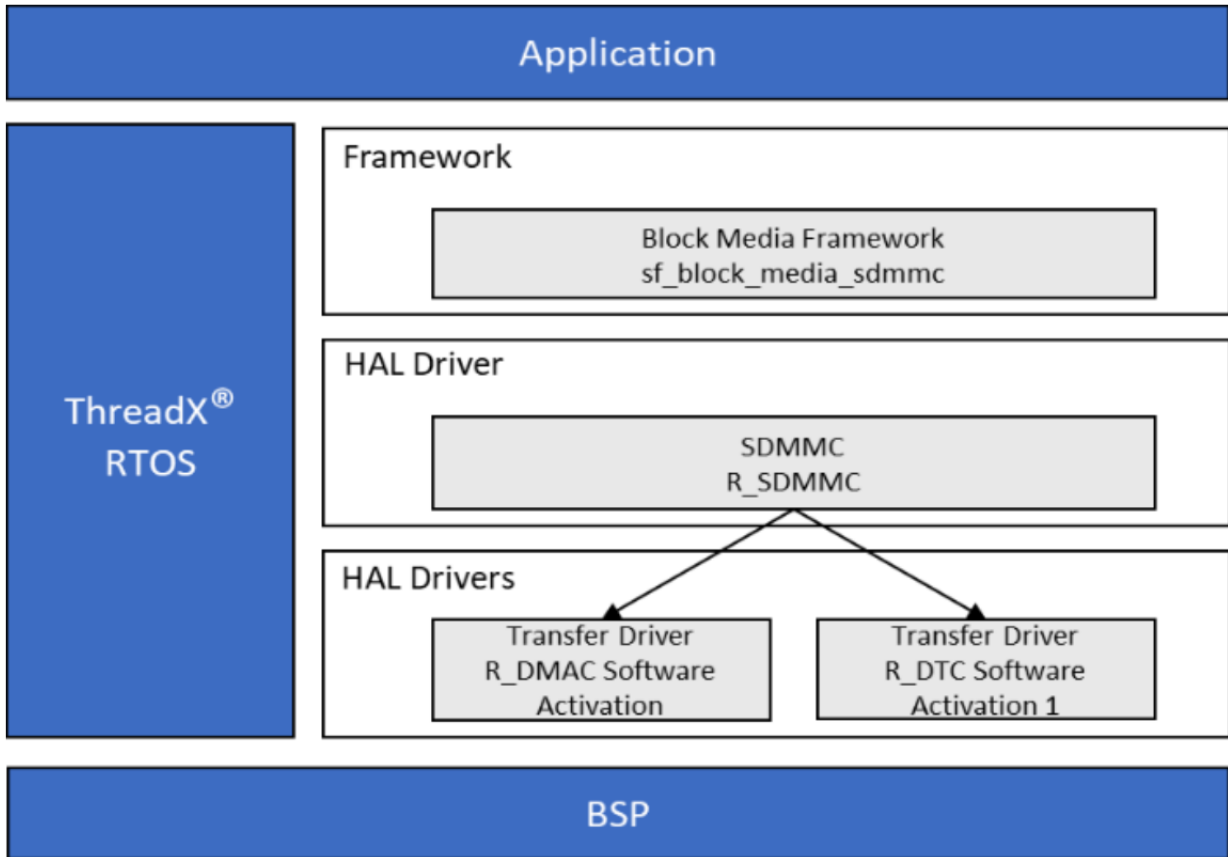 Application
Framework
Block Media Framework
sf_block_media_sdmmc
ThreadX®
RTOS
HAL Driver
SDMMC
R_SDMMC
HAL Drivers
Transfer Driver
R_DMAC Software
Activation
Transfer Driver
R_DTC Software
Activation 1
BSP